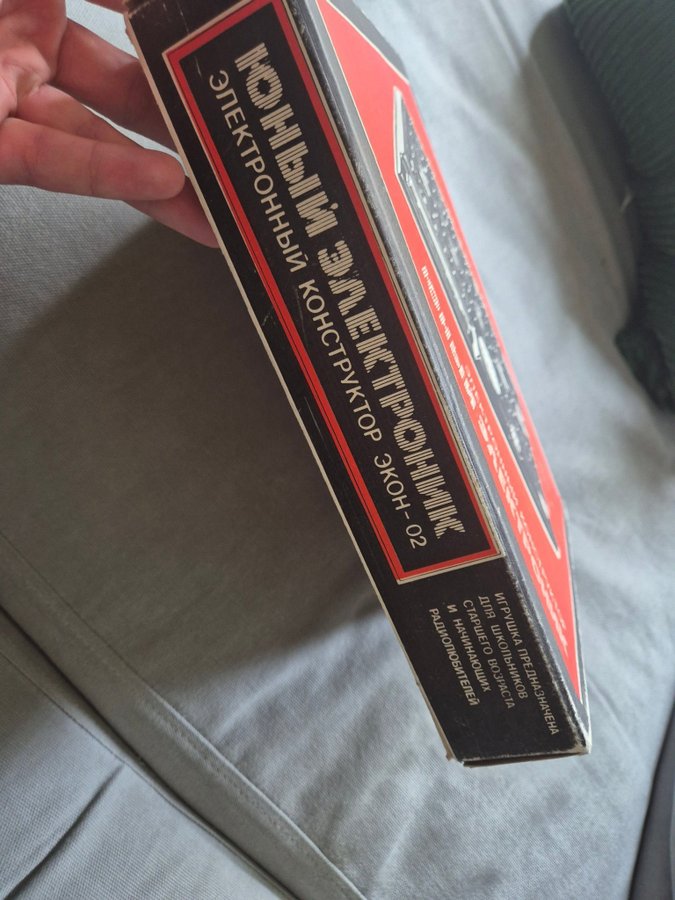 ЮНЫЙ ЭЛЕКТРОНИК
ЭЛЕКТРОННЫЙ КОНСТРУКТОР ЭКОН-02
ИГРУШКА ПРЕДНАЗНАЧЕНА
ДЛЯ ШКОЛЬНИКОВ
СТАРШЕГО ВОЗРАСТА
И НАЧИНАЮЩИХ
РАДИОЛЮБИТЕЛЕЙ